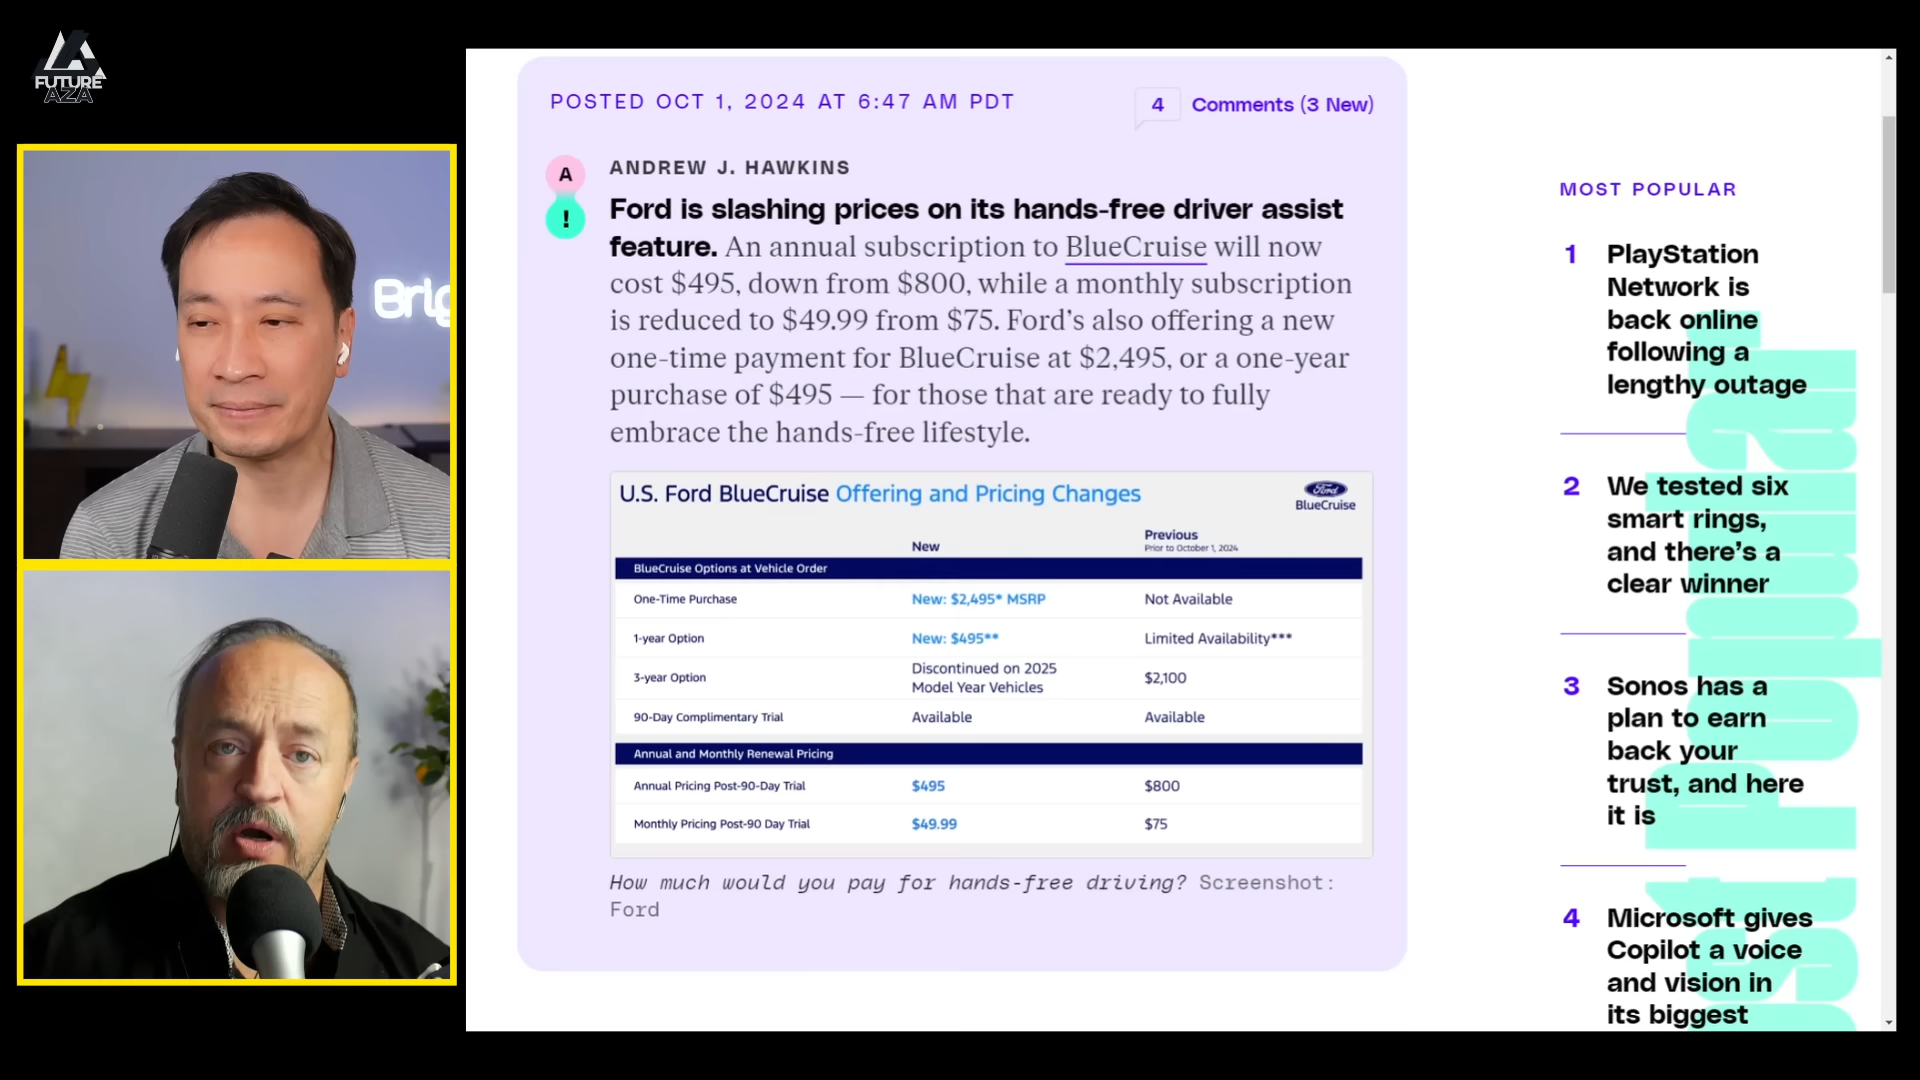 FUTURE
AZA
Brig
POSTED OCT 1, 2024 AT 6:47 AM PDT
4 Comments (3 New)
A
!
ANDREW J. HAWKINS
Ford is slashing prices on its hands-free driver assist
feature. An annual subscription to BlueCruise will now
cost $495, down from $800, while a monthly subscription
is reduced to $49.99 from $75. Ford’s also offering a new
one-time payment for BlueCruise at $2,495, or a one-year
purchase of $495 — for those that are ready to fully
embrace the hands-free lifestyle.
U.S. Ford BlueCruise Offering and Pricing Changes
Ford
BlueCruise
New
Previous
Prior to October 1, 2024
BlueCruise Options at Vehicle Order
One-Time Purchase New: $2,495* MSRP Not Available
1-year Option New: $495** Limited Availability***
3-year Option Discontinued on 2025 Model Year Vehicles $2,100
90-Day Complimentary Trial Available Available
Annual and Monthly Renewal Pricing
Annual Pricing Post-90-Day Trial $495 $800
Monthly Pricing Post-90 Day Trial $49.99 $75
How much would you pay for hands-free driving? Screenshot:
Ford
MOST POPULAR
1 PlayStation
Network is
back online
following a
lengthy outage
2 We tested six
smart rings,
and there’s a
clear winner
3 Sonos has a
plan to earn
back your
trust, and here
it is
4 Microsoft gives
Copilot a voice
and vision in
its biggest
st Popular